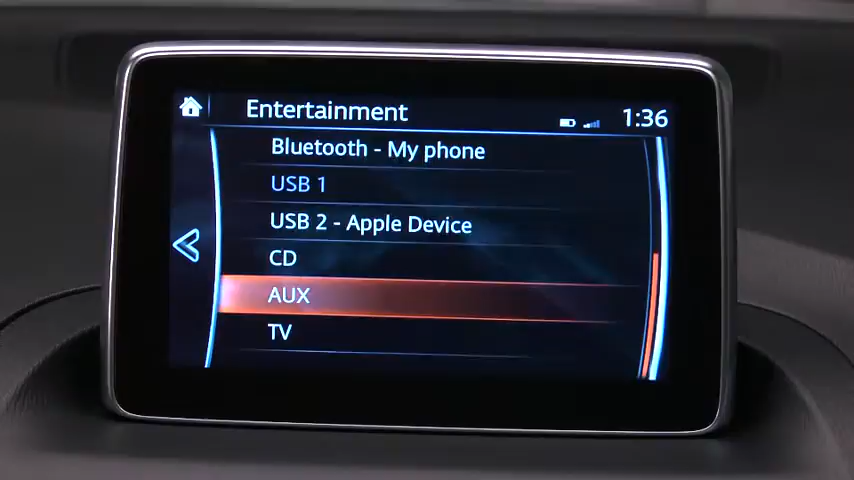 Entertainment
1:36
Bluetooth - My phone
USB 1
USB 2 - Apple Device
CD
AUX
TV